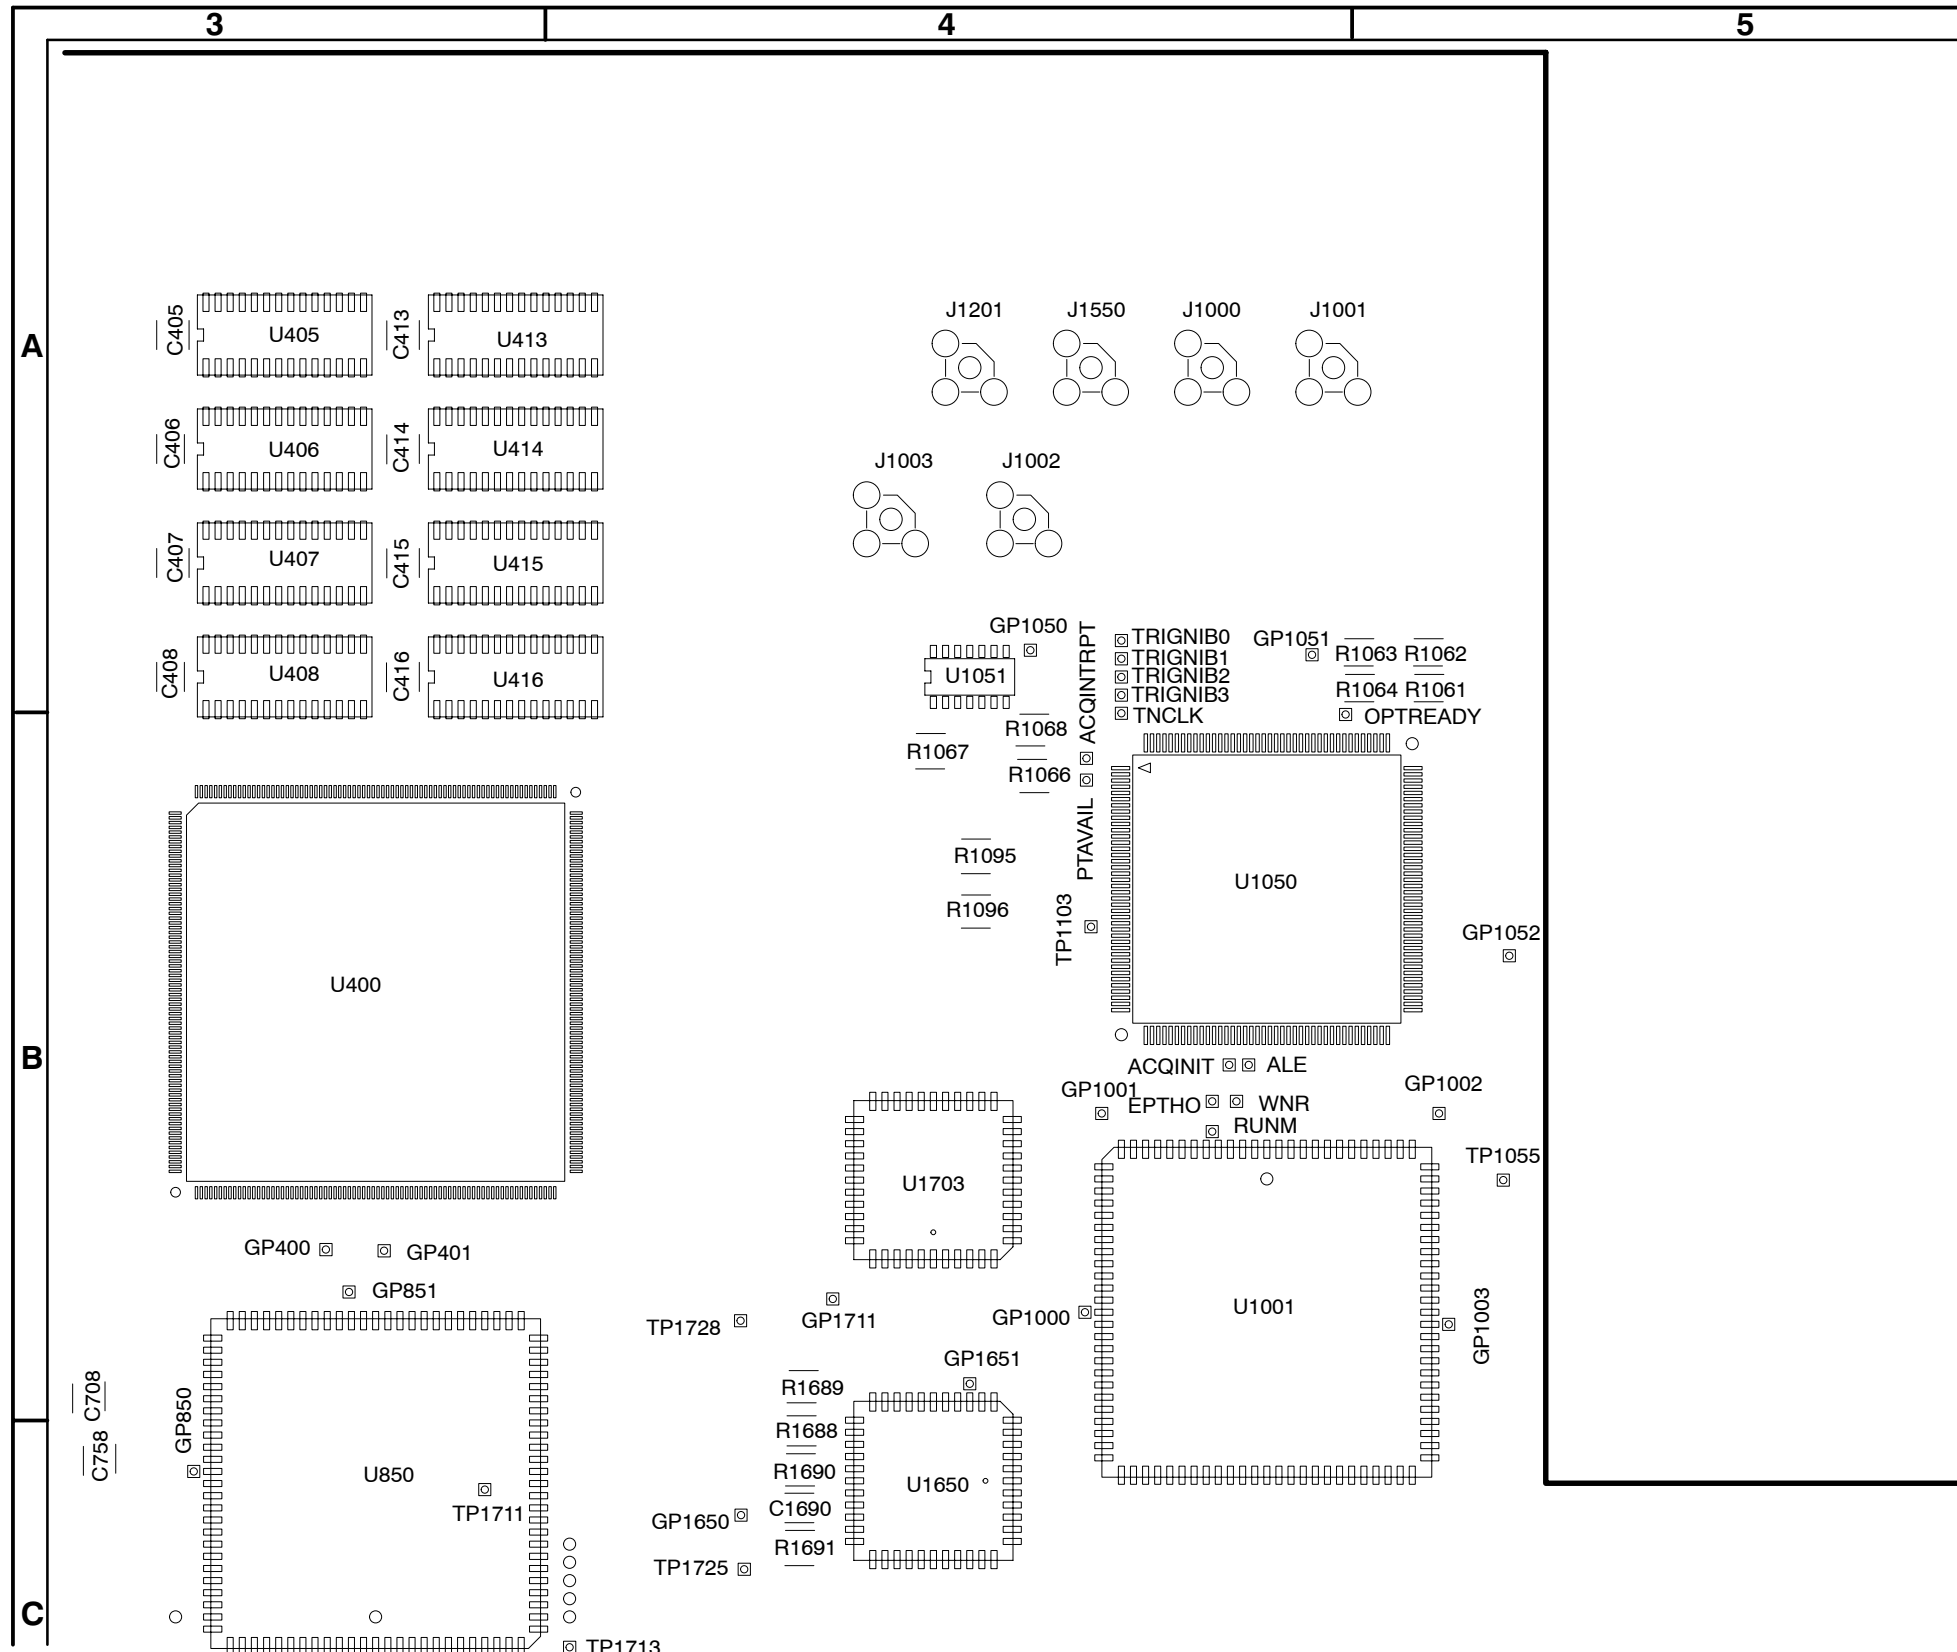 3 4 5
A
J1201 J1550 J1000 J1001
C405 U405 C413 U413
C406 U406 C414 U414
J1003 J1002
C407 U407 C415 U415
C408 U408 C416 U416
GP1050
U1051
ACQINTRPT
TRIGNIB0
TRIGNIB1
TRIGNIB2
TRIGNIB3
TNCLK
GP1051 R1063 R1062
R1064 R1061
OPTREADY
B
R1068
R1067
R1066
PTAVAIL
R1095
R1096
TP1103
U1050
GP1052
U400
ACQINIT ALE
GP1001 GP1002
EPTHO WNR
RUNM
TP1055
U1703
GP400 GP401
GP851
TP1728 GP1711 GP1000 U1001 GP1003
GP1651
C708
R1689
GP850
R1688
C758
U850
R1690
U1650
TP1711
C1690
GP1650
R1691
TP1725
C
TP1713